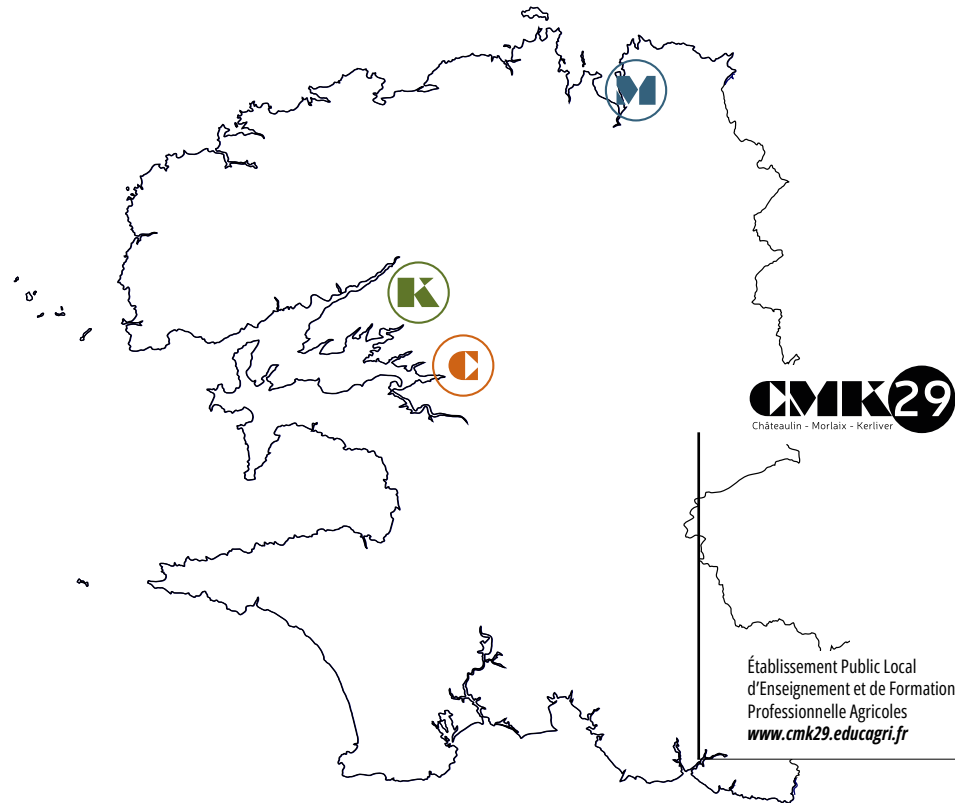 M
K
C
CMK29
Châteaulin - Morlaix - Kerliver
Établissement Public Local
d'Enseignement et de Formation
Professionnelle Agricoles
www.cmk29.educagri.fr